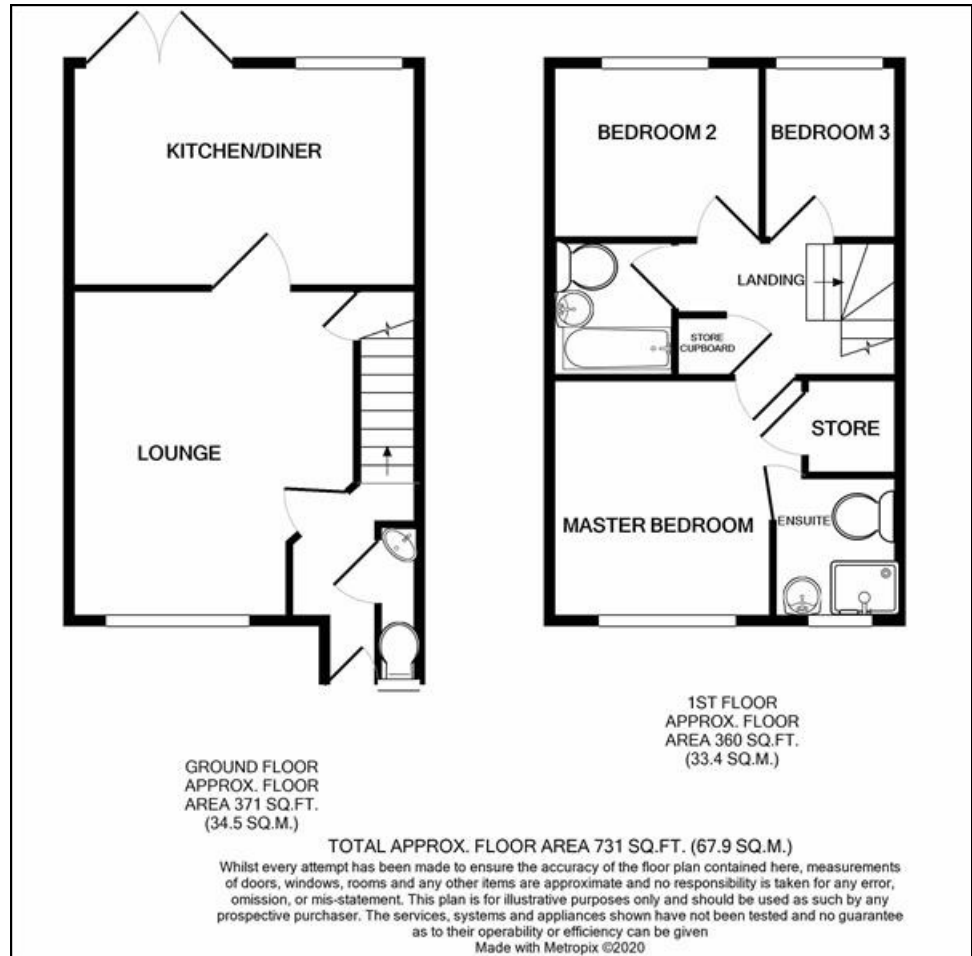 KITCHEN/DINER
LOUNGE
GROUND FLOOR
APPROX. FLOOR
AREA 371 SQ.FT.
(34.5 SQ.M.)
BEDROOM 2
BEDROOM 3
LANDING
STORE
CUPBOARD
STORE
MASTER BEDROOM
ENSUITE
1ST FLOOR
APPROX. FLOOR
AREA 360 SQ.FT.
(33.4 SQ.M.)
TOTAL APPROX. FLOOR AREA 731 SQ.FT. (67.9 SQ.M.)
Whilst every attempt has been made to ensure the accuracy of the floor plan contained here, measurements
of doors, windows, rooms and any other items are approximate and no responsibility is taken for any error,
omission, or mis-statement. This plan is for illustrative purposes only and should be used as such by any
prospective purchaser. The services, systems and appliances shown have not been tested and no guarantee
as to their operability or efficiency can be given
Made with Metropix ©2020